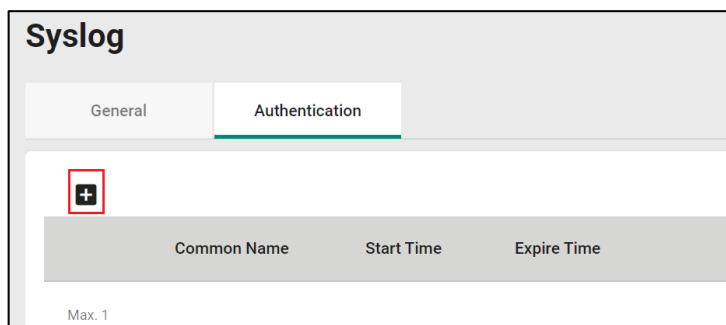 Syslog
General Authentication
Common Name Start Time Expire Time
Max. 1